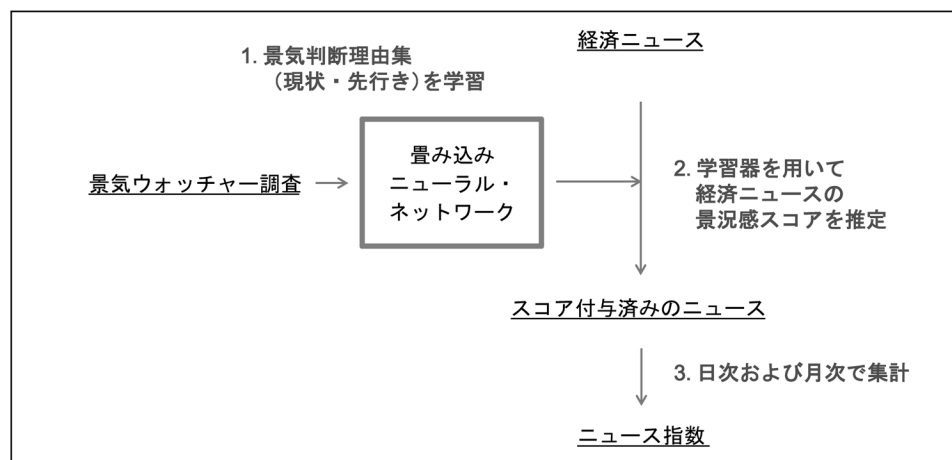 経済ニュース
1. 景気判断理由集
(現状・先行き)を学習
畳み込み
ニューラル・
ネットワーク
景気ウォッチャー調査
2. 学習器を用いて
経済ニュースの
景況感スコアを推定
スコア付与済みのニュース
3. 日次および月次で集計
ニュース指数